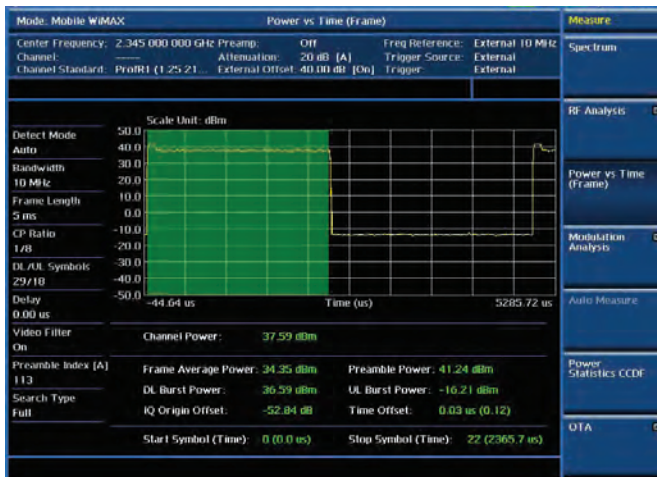 Mode: Mobile WiMAX Power vs Time (Frame) Measure
Center Frequency: 2.345 000 000 GHz Preamp: Off Freq Reference: External 10 MHz
Channel: ------ Attenuation: 20 dB [A] Trigger Source: External
Channel Standard: ProfR1 (1.25 21... External Offset: 40.00 dB [On] Trigger: External
Spectrum
RF Analysis
Power vs Time
(Frame)
Modulation
Analysis
Auto Measure
Power
Statistics CCDF
OTA
Detect Mode
Auto
Bandwidth
10 MHz
Frame Length
5 ms
CP Ratio
1/8
DL/UL Symbols
29/18
Delay
0.00 us
Video Filter
On
Preamble Index [A]
113
Search Type
Full
Scale Unit: dBm
50.0
40.0
30.0
20.0
10.0
0.0
-10.0
-20.0
-30.0
-40.0
-50.0
-44.64 us Time (us) 5285.72 us
Channel Power: 37.59 dBm
Frame Average Power: 34.35 dBm Preamble Power: 41.24 dBm
DL Burst Power: 36.59 dBm UL Burst Power: -16.21 dBm
IQ Origin Offset: -52.84 dB Time Offset: 0.03 us (0.12)
Start Symbol (Time): 0 (0.0 us) Stop Symbol (Time): 22 (2365.7 us)